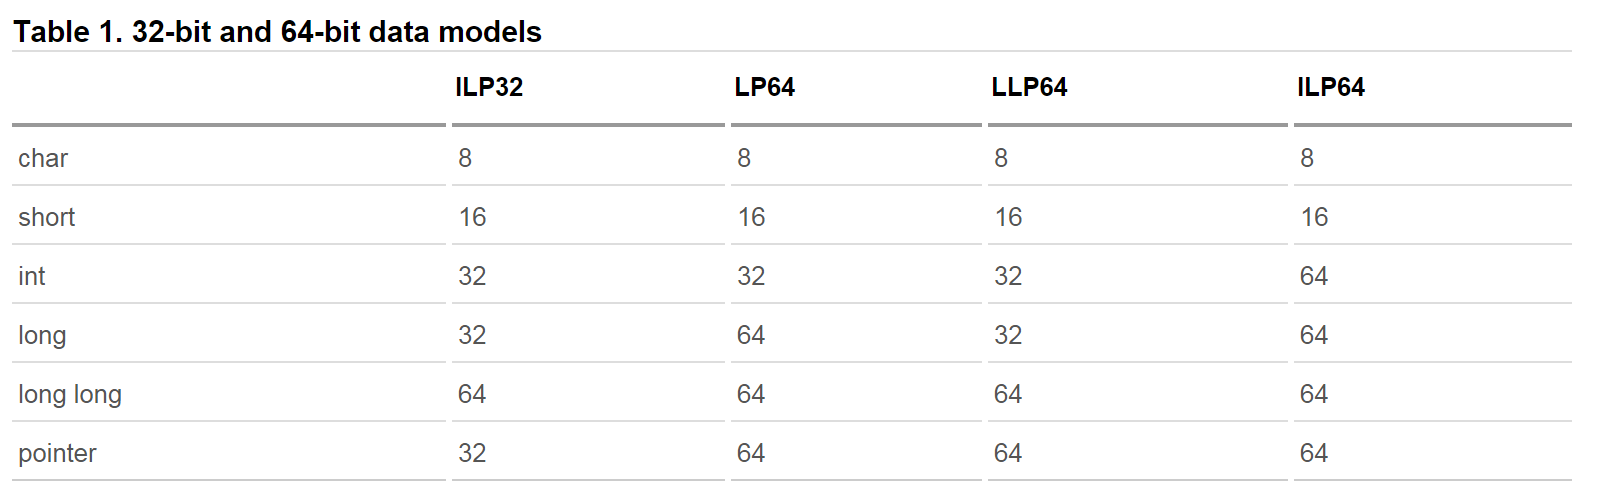 Table 1. 32-bit and 64-bit data models
ILP32 LP64 LLP64 ILP64
char 8 8 8 8
short 16 16 16 16
int 32 32 32 64
long 32 64 32 64
long long 64 64 64 64
pointer 32 64 64 64